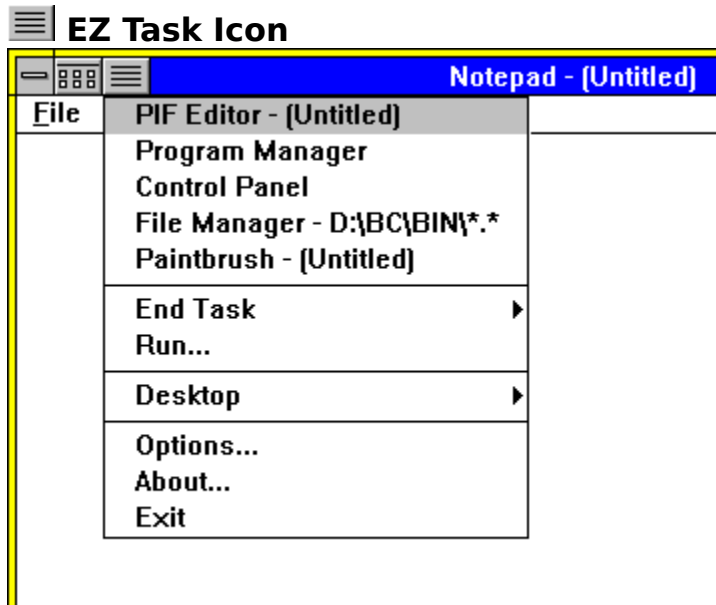 EZ Task Icon
Notepad - (Untitled)
File
PIF Editor - (Untitled)
Program Manager
Control Panel
File Manager - D:\BC\BIN\*.*
Paintbrush - (Untitled)
End Task
Run...
Desktop
Options...
About...
Exit